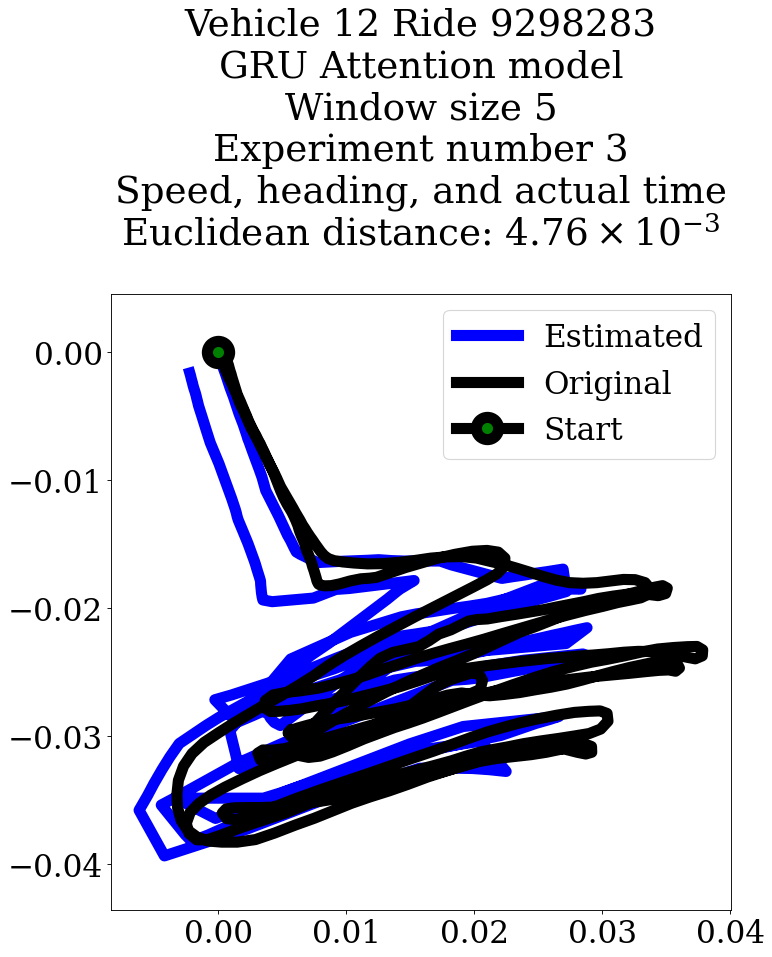 Vehicle 12 Ride 9298283
GRU Attention model
Window size 5
Experiment number 3
Speed, heading, and actual time
Euclidean distance: 4.76 × 10⁻³
Estimated
Original
Start
0.00
−0.01
−0.02
−0.03
−0.04
0.00 0.01 0.02 0.03 0.04